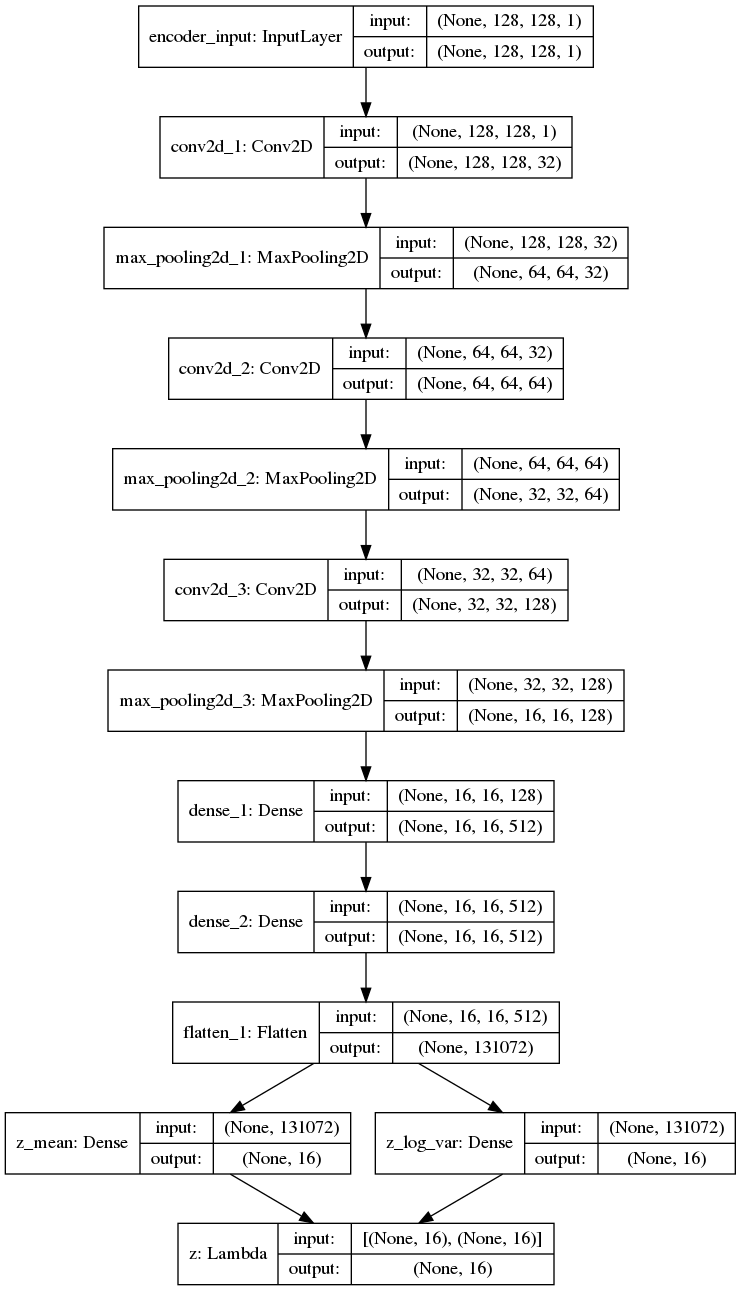 encoder_input: InputLayer
input: (None, 128, 128, 1)
output: (None, 128, 128, 1)
conv2d_1: Conv2D
input: (None, 128, 128, 1)
output: (None, 128, 128, 32)
max_pooling2d_1: MaxPooling2D
input: (None, 128, 128, 32)
output: (None, 64, 64, 32)
conv2d_2: Conv2D
input: (None, 64, 64, 32)
output: (None, 64, 64, 64)
max_pooling2d_2: MaxPooling2D
input: (None, 64, 64, 64)
output: (None, 32, 32, 64)
conv2d_3: Conv2D
input: (None, 32, 32, 64)
output: (None, 32, 32, 128)
max_pooling2d_3: MaxPooling2D
input: (None, 32, 32, 128)
output: (None, 16, 16, 128)
dense_1: Dense
input: (None, 16, 16, 128)
output: (None, 16, 16, 512)
dense_2: Dense
input: (None, 16, 16, 512)
output: (None, 16, 16, 512)
flatten_1: Flatten
input: (None, 16, 16, 512)
output: (None, 131072)
z_mean: Dense
input: (None, 131072)
output: (None, 16)
z_log_var: Dense
input: (None, 131072)
output: (None, 16)
z: Lambda
input: [(None, 16), (None, 16)]
output: (None, 16)